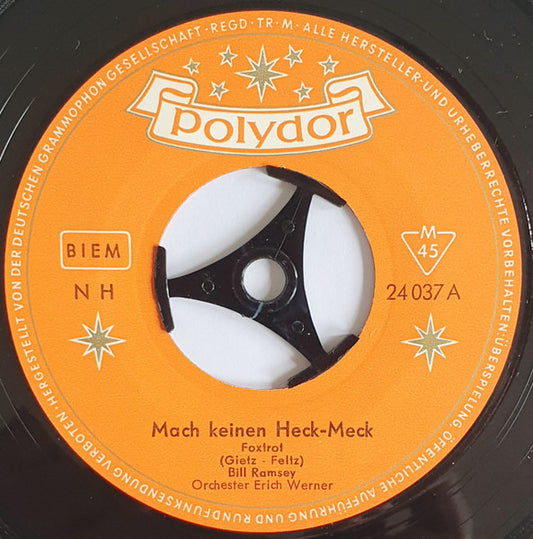 HERGESTELLT VON DER DEUTSCHEN GRAMMOPHON GESELLSCHAFT · REGD · TR · M · ALLE HERSTELLER- UND URHEBERRECHTE VORBEHALTEN · ÜBERSPIELUNG ÖFFENTLICHE AUFFÜHRUNG UND RUNDFUNKSENDUNG VERBOTEN ·
Polydor
BIEM
M
45
NH
24 037 A
Mach keinen Heck-Meck
Foxtrot
(Gietz - Feltz)
Bill Ramsey
Orchester Erich Werner